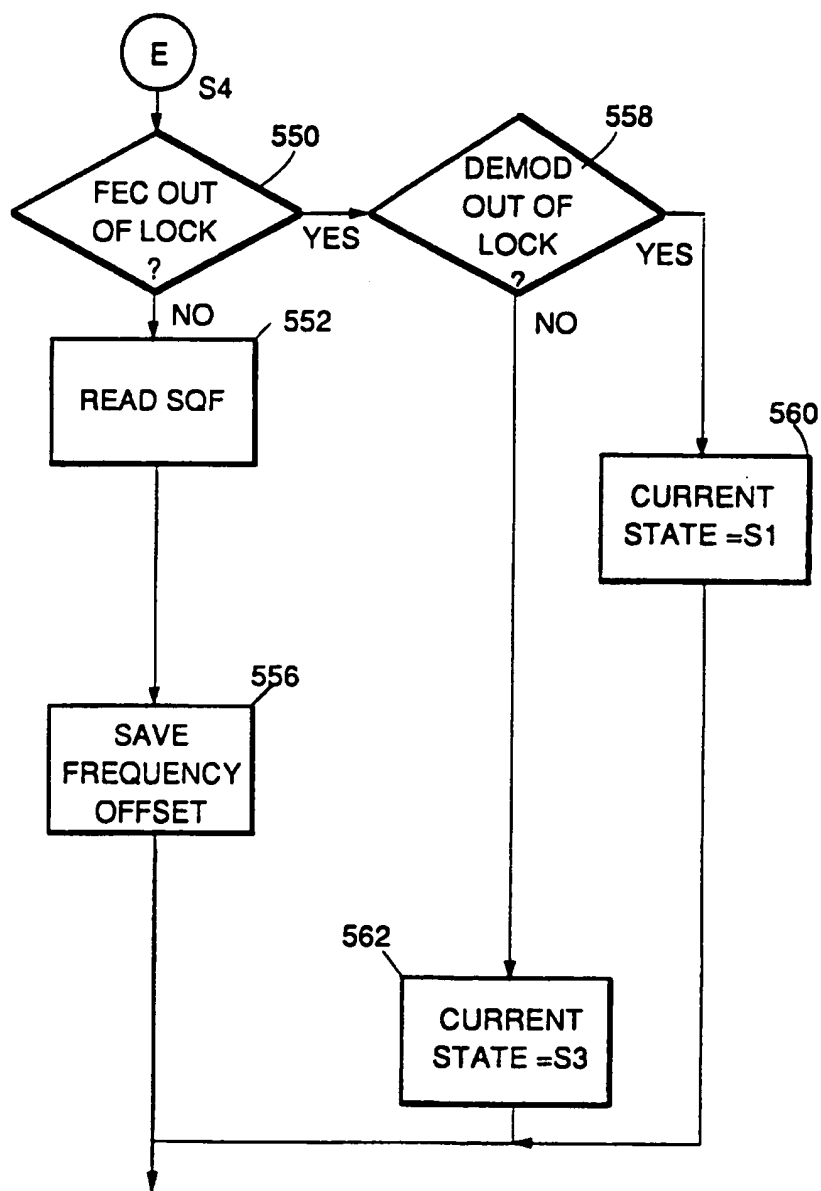 E
S4
550
FEC OUT
OF LOCK
?
YES
NO
558
DEMOD
OUT OF
LOCK
?
YES
NO
552
READ SQF
560
CURRENT
STATE =S1
556
SAVE
FREQUENCY
OFFSET
562
CURRENT
STATE =S3